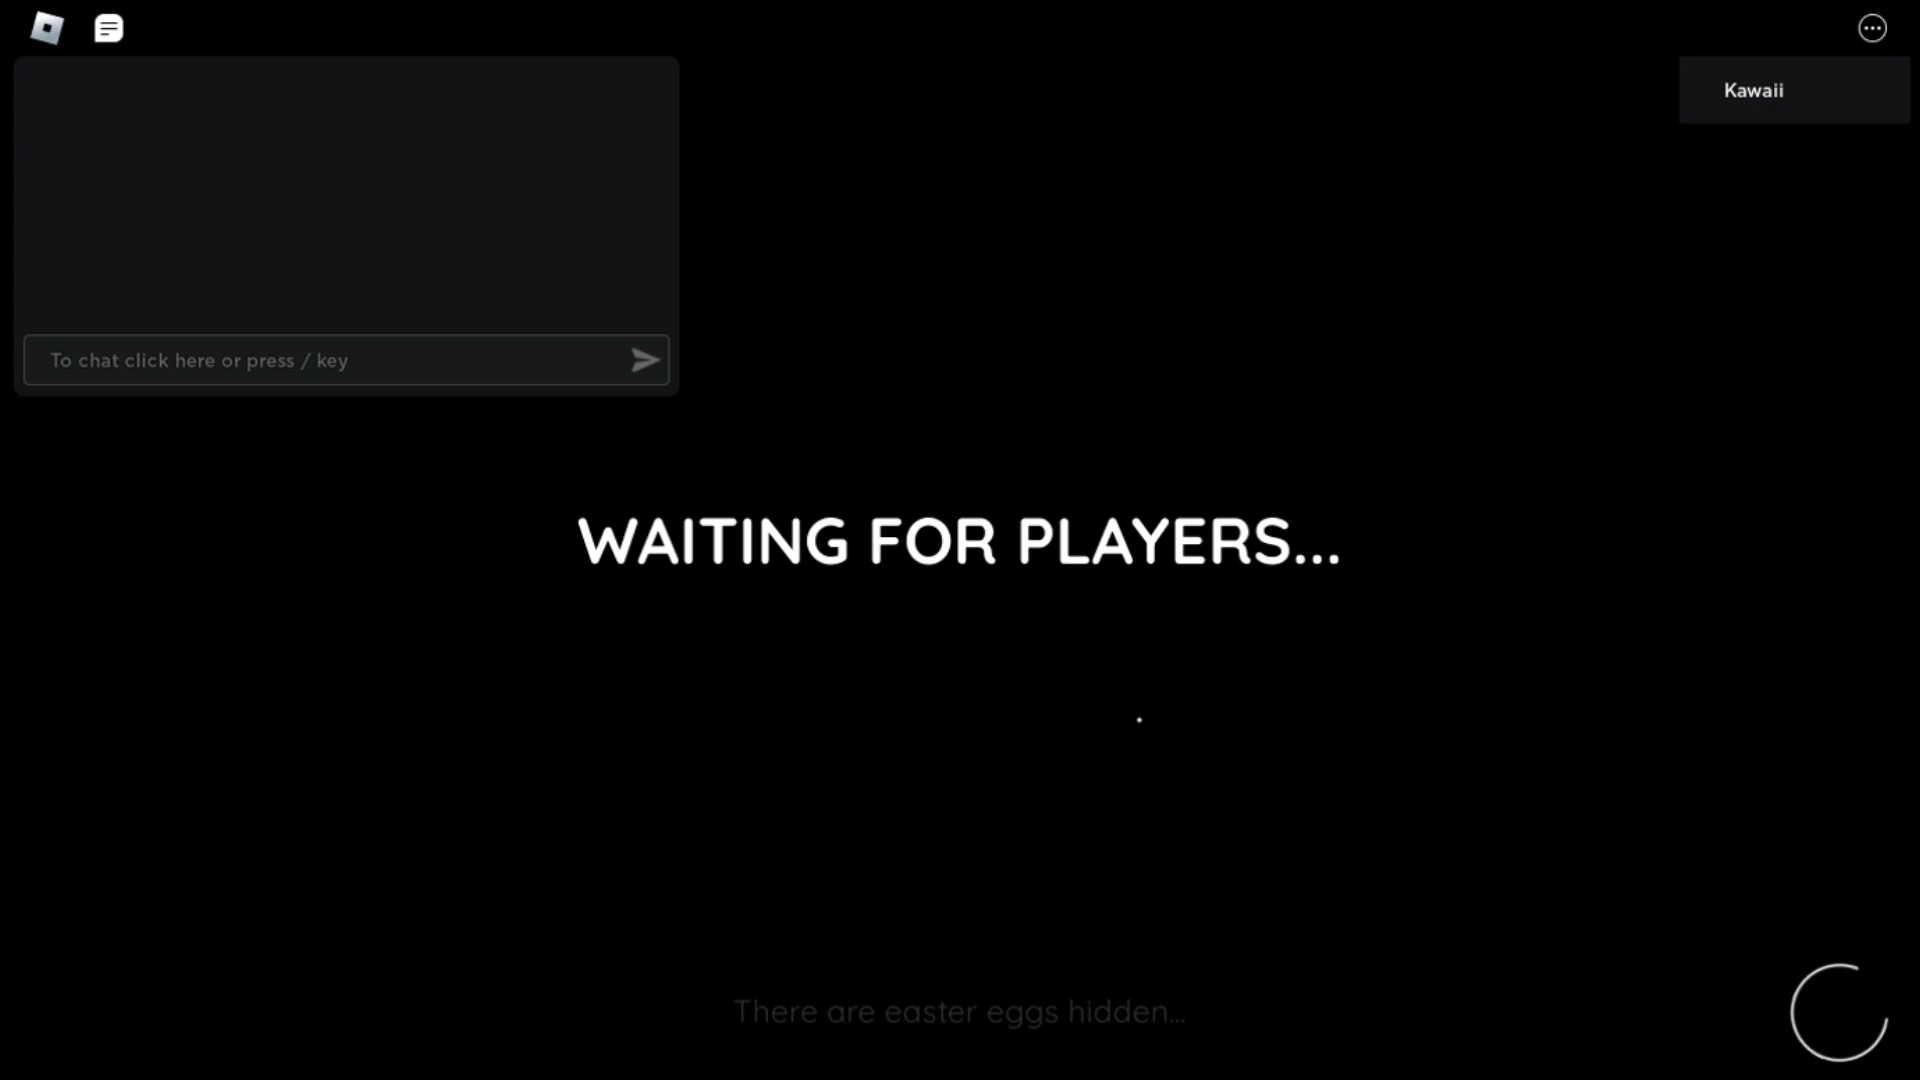 Kawaii
To chat click here or press / key
WAITING FOR PLAYERS...
There are easter eggs hidden...